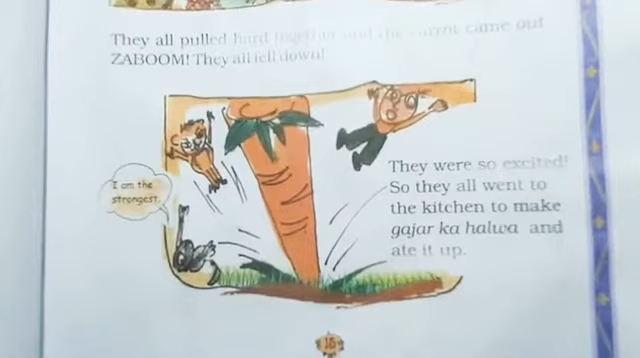 They all pulled hard together and the carrot came out
ZABOOM! They all fell down!
I am the
strongest.
They were so excited!
So they all went to
the kitchen to make
gajar ka halwa and
ate it up.
15